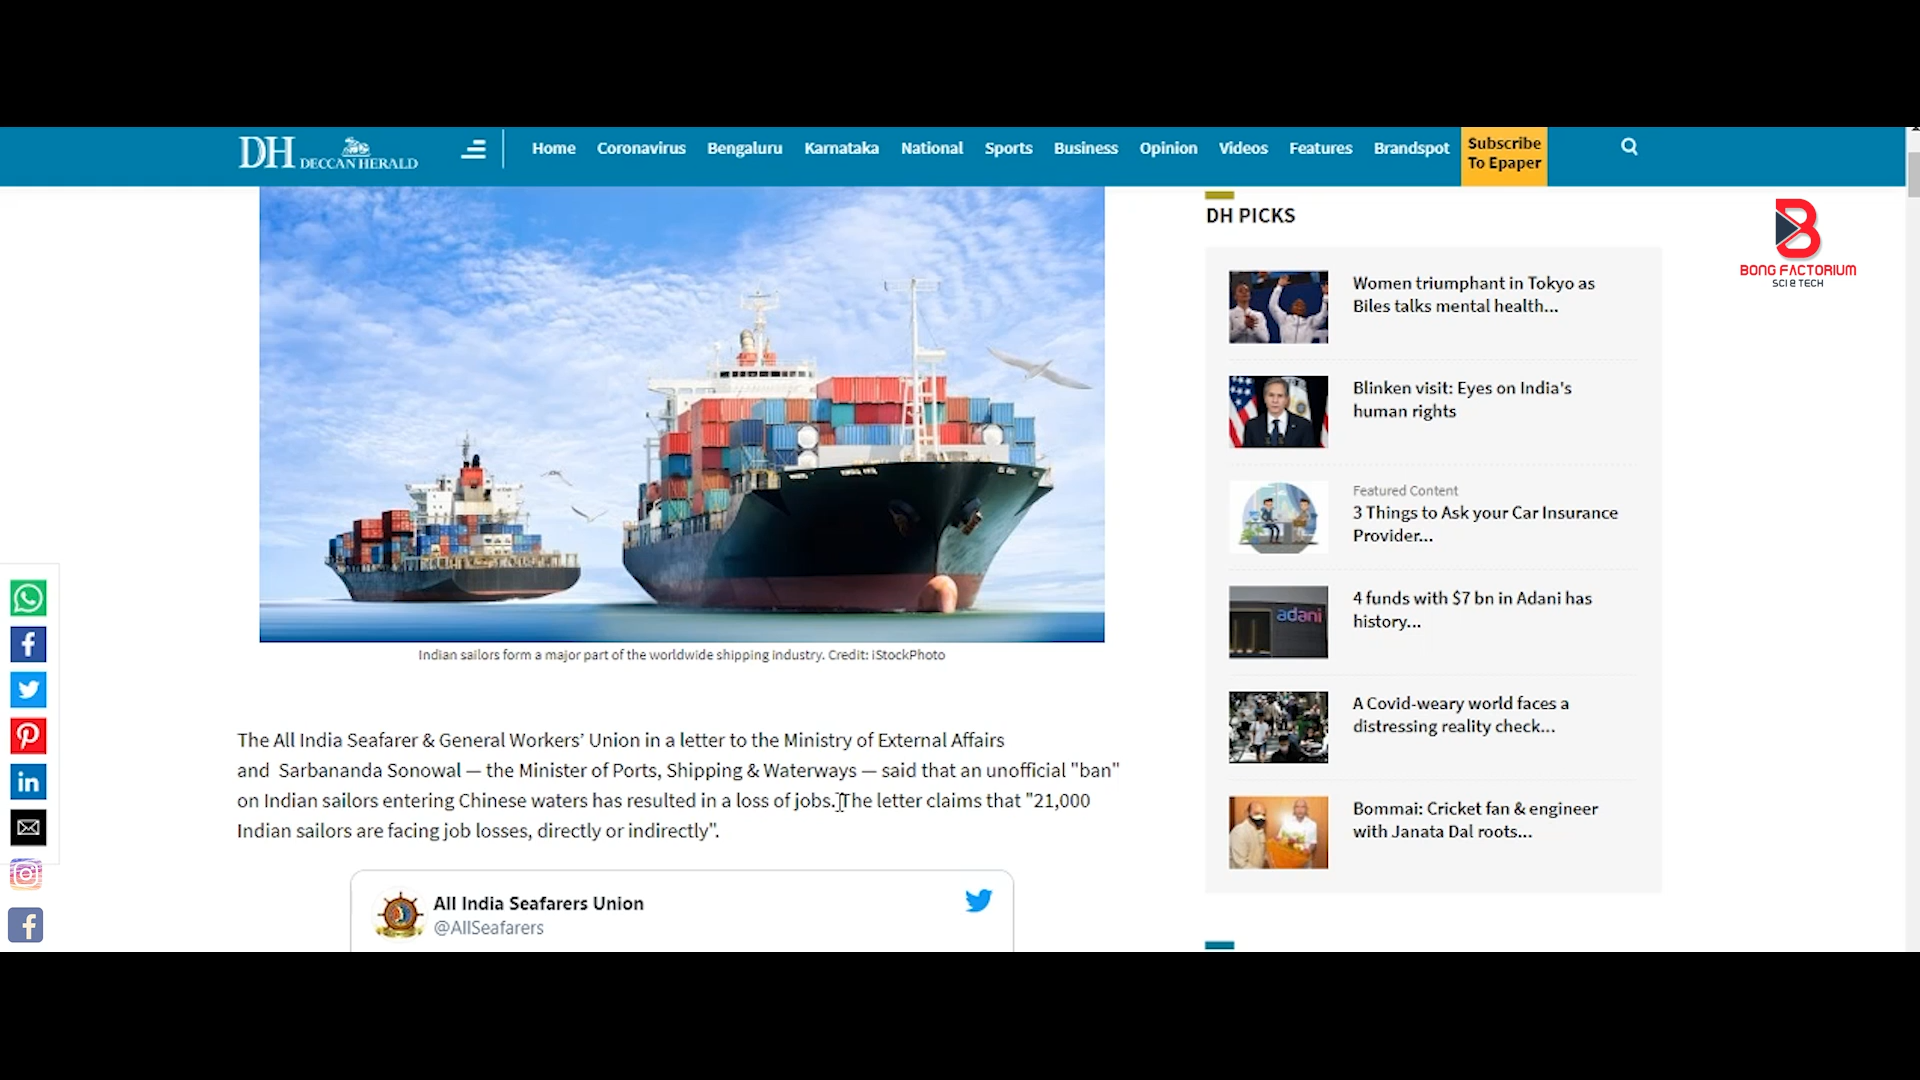 DH DECCAN HERALD
Home Coronavirus Bengaluru Karnataka National Sports Business Opinion Videos Features Brandspot Subscribe To Epaper
DH PICKS
BONG FACTORIUM
SCI & TECH
Women triumphant in Tokyo as
Biles talks mental health...
Blinken visit: Eyes on India's
human rights
Featured Content
3 Things to Ask your Car Insurance
Provider...
adani
4 funds with $7 bn in Adani has
history...
A Covid-weary world faces a
distressing reality check...
Bommai: Cricket fan & engineer
with Janata Dal roots...
Indian sailors form a major part of the worldwide shipping industry. Credit: iStockPhoto
The All India Seafarer & General Workers’ Union in a letter to the Ministry of External Affairs
and Sarbananda Sonowal — the Minister of Ports, Shipping & Waterways — said that an unofficial "ban"
on Indian sailors entering Chinese waters has resulted in a loss of jobs. The letter claims that "21,000
Indian sailors are facing job losses, directly or indirectly".
All India Seafarers Union
@AllSeafarers